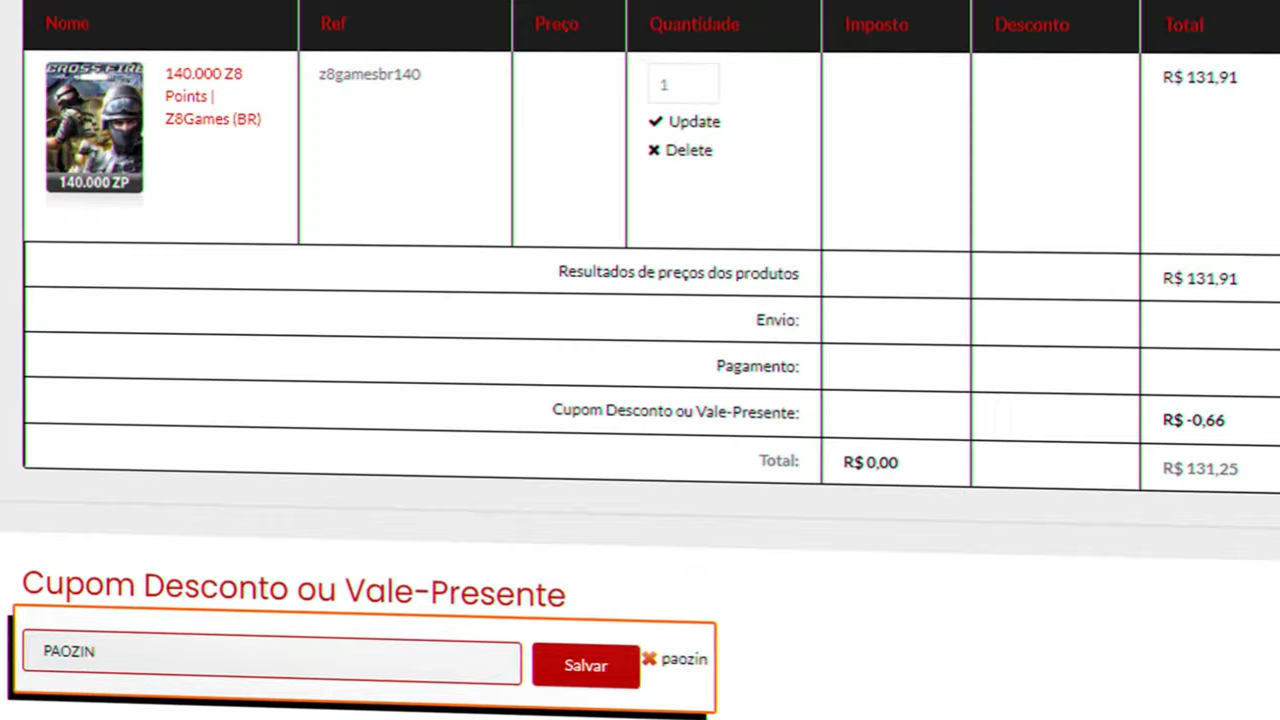 Nome Ref Preço Quantidade Imposto Desconto Total
CROSSFIRE
140.000 ZP
140.000 Z8
Points |
Z8Games (BR)
z8gamesbr140
1
Update
Delete
R$ 131,91
Resultados de preços dos produtos R$ 131,91
Envio:
Pagamento:
Cupom Desconto ou Vale-Presente: R$ -0,66
Total: R$ 0,00 R$ 131,25
Cupom Desconto ou Vale-Presente
PAOZIN Salvar paozin